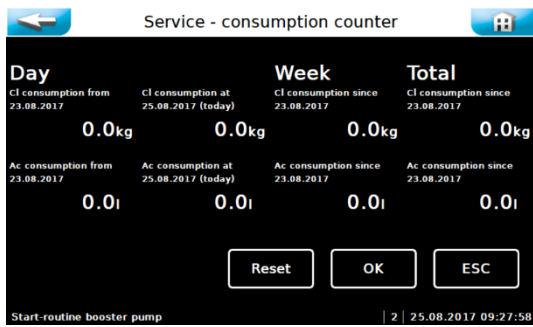 Service - consumption counter
Day
Week
Total
Cl consumption from
23.08.2017
Cl consumption at
25.08.2017 (today)
Cl consumption since
23.08.2017
Cl consumption since
23.08.2017
0.0kg
0.0kg
0.0kg
0.0kg
Ac consumption from
23.08.2017
Ac consumption at
25.08.2017 (today)
Ac consumption since
23.08.2017
Ac consumption since
23.08.2017
0.0l
0.0l
0.0l
0.0l
Reset
OK
ESC
Start-routine booster pump
2
25.08.2017 09:27:58